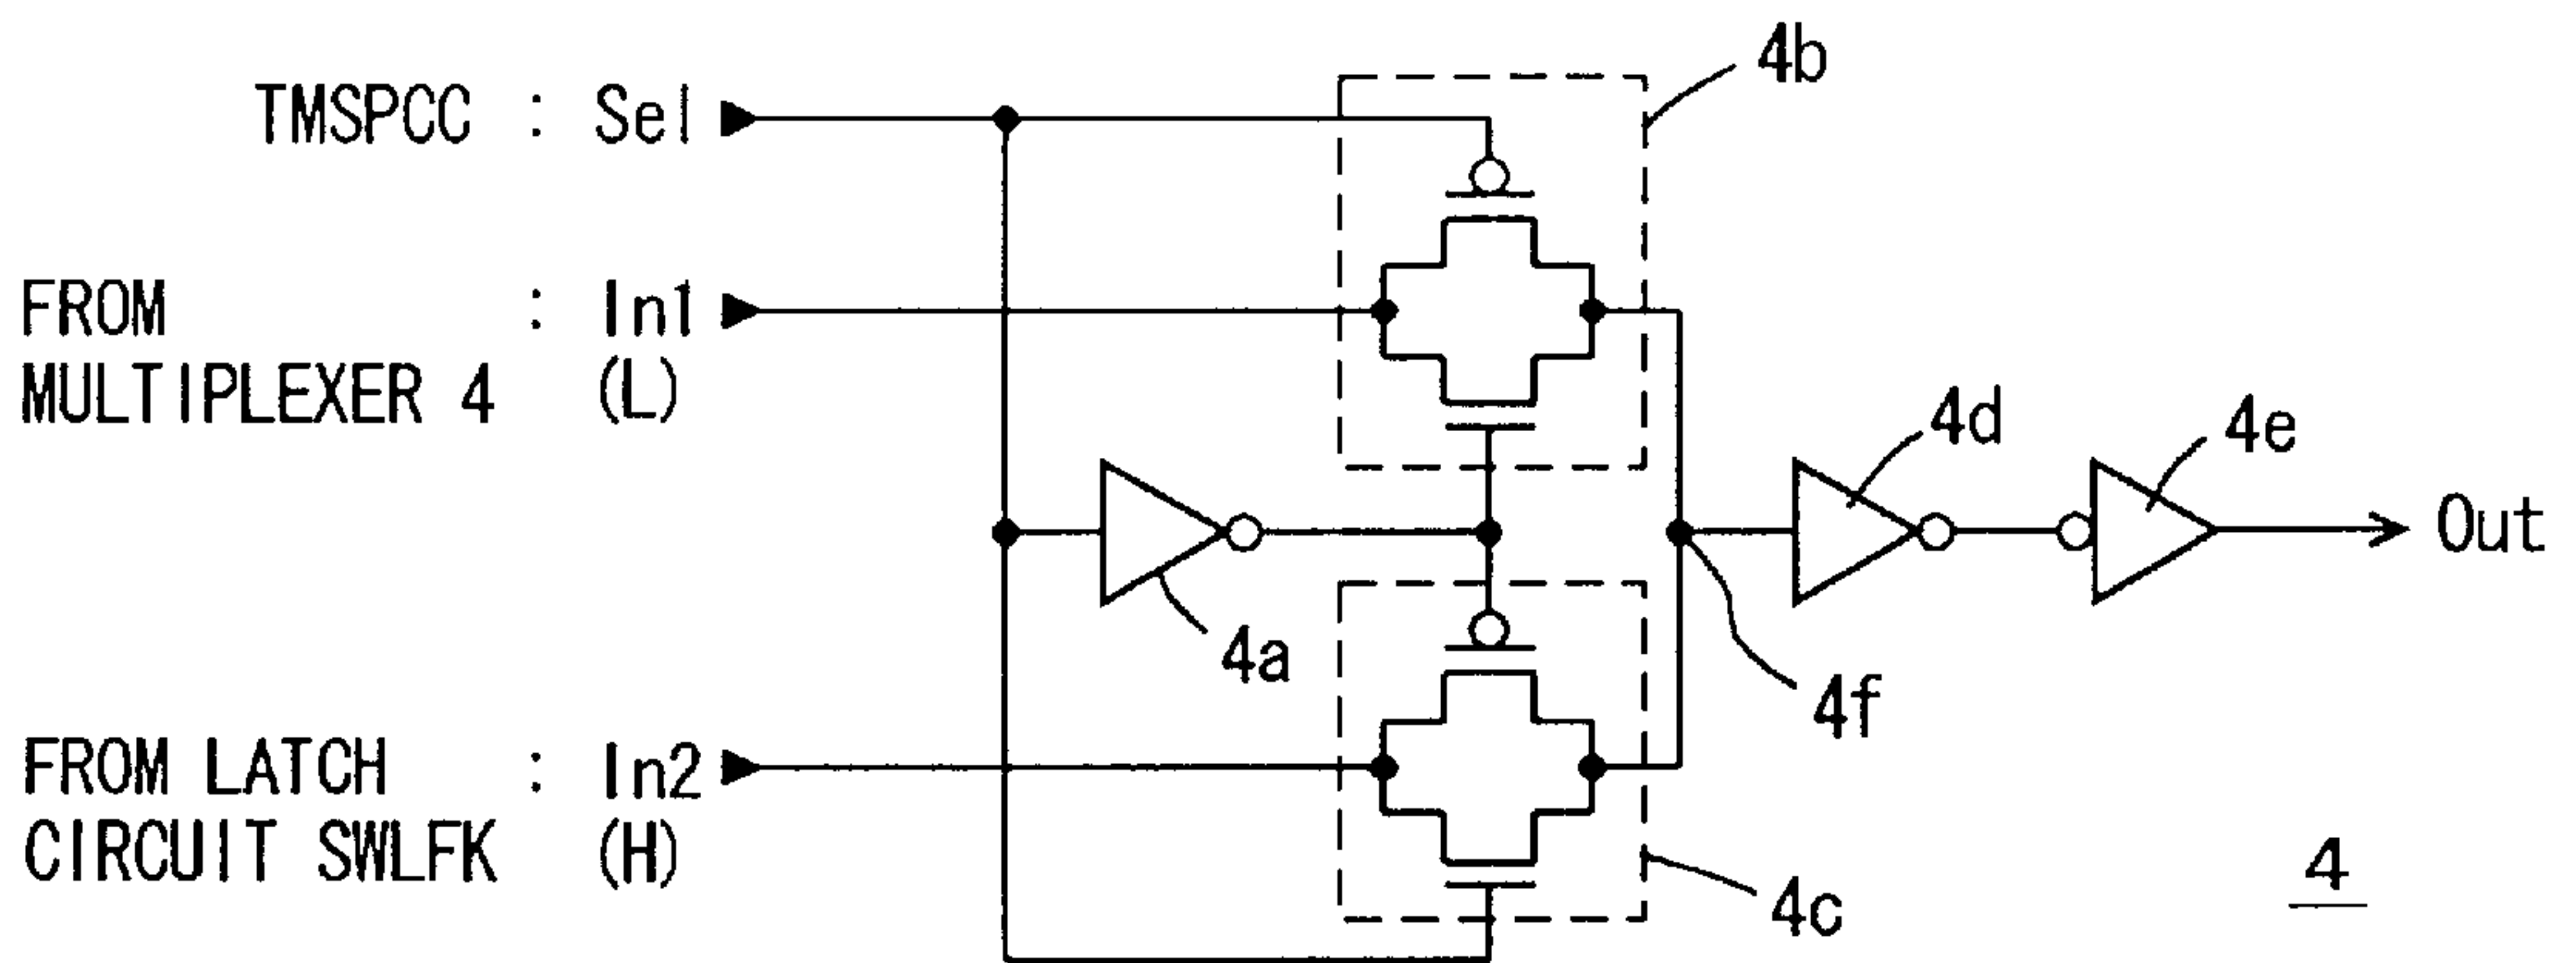 TMSPCC : Sel
4b
FROM : In1
MULTIPLEXER 4 (L)
4d
4e
Out
4a
4f
FROM LATCH : In2
CIRCUIT SWLFK (H)
4c
4